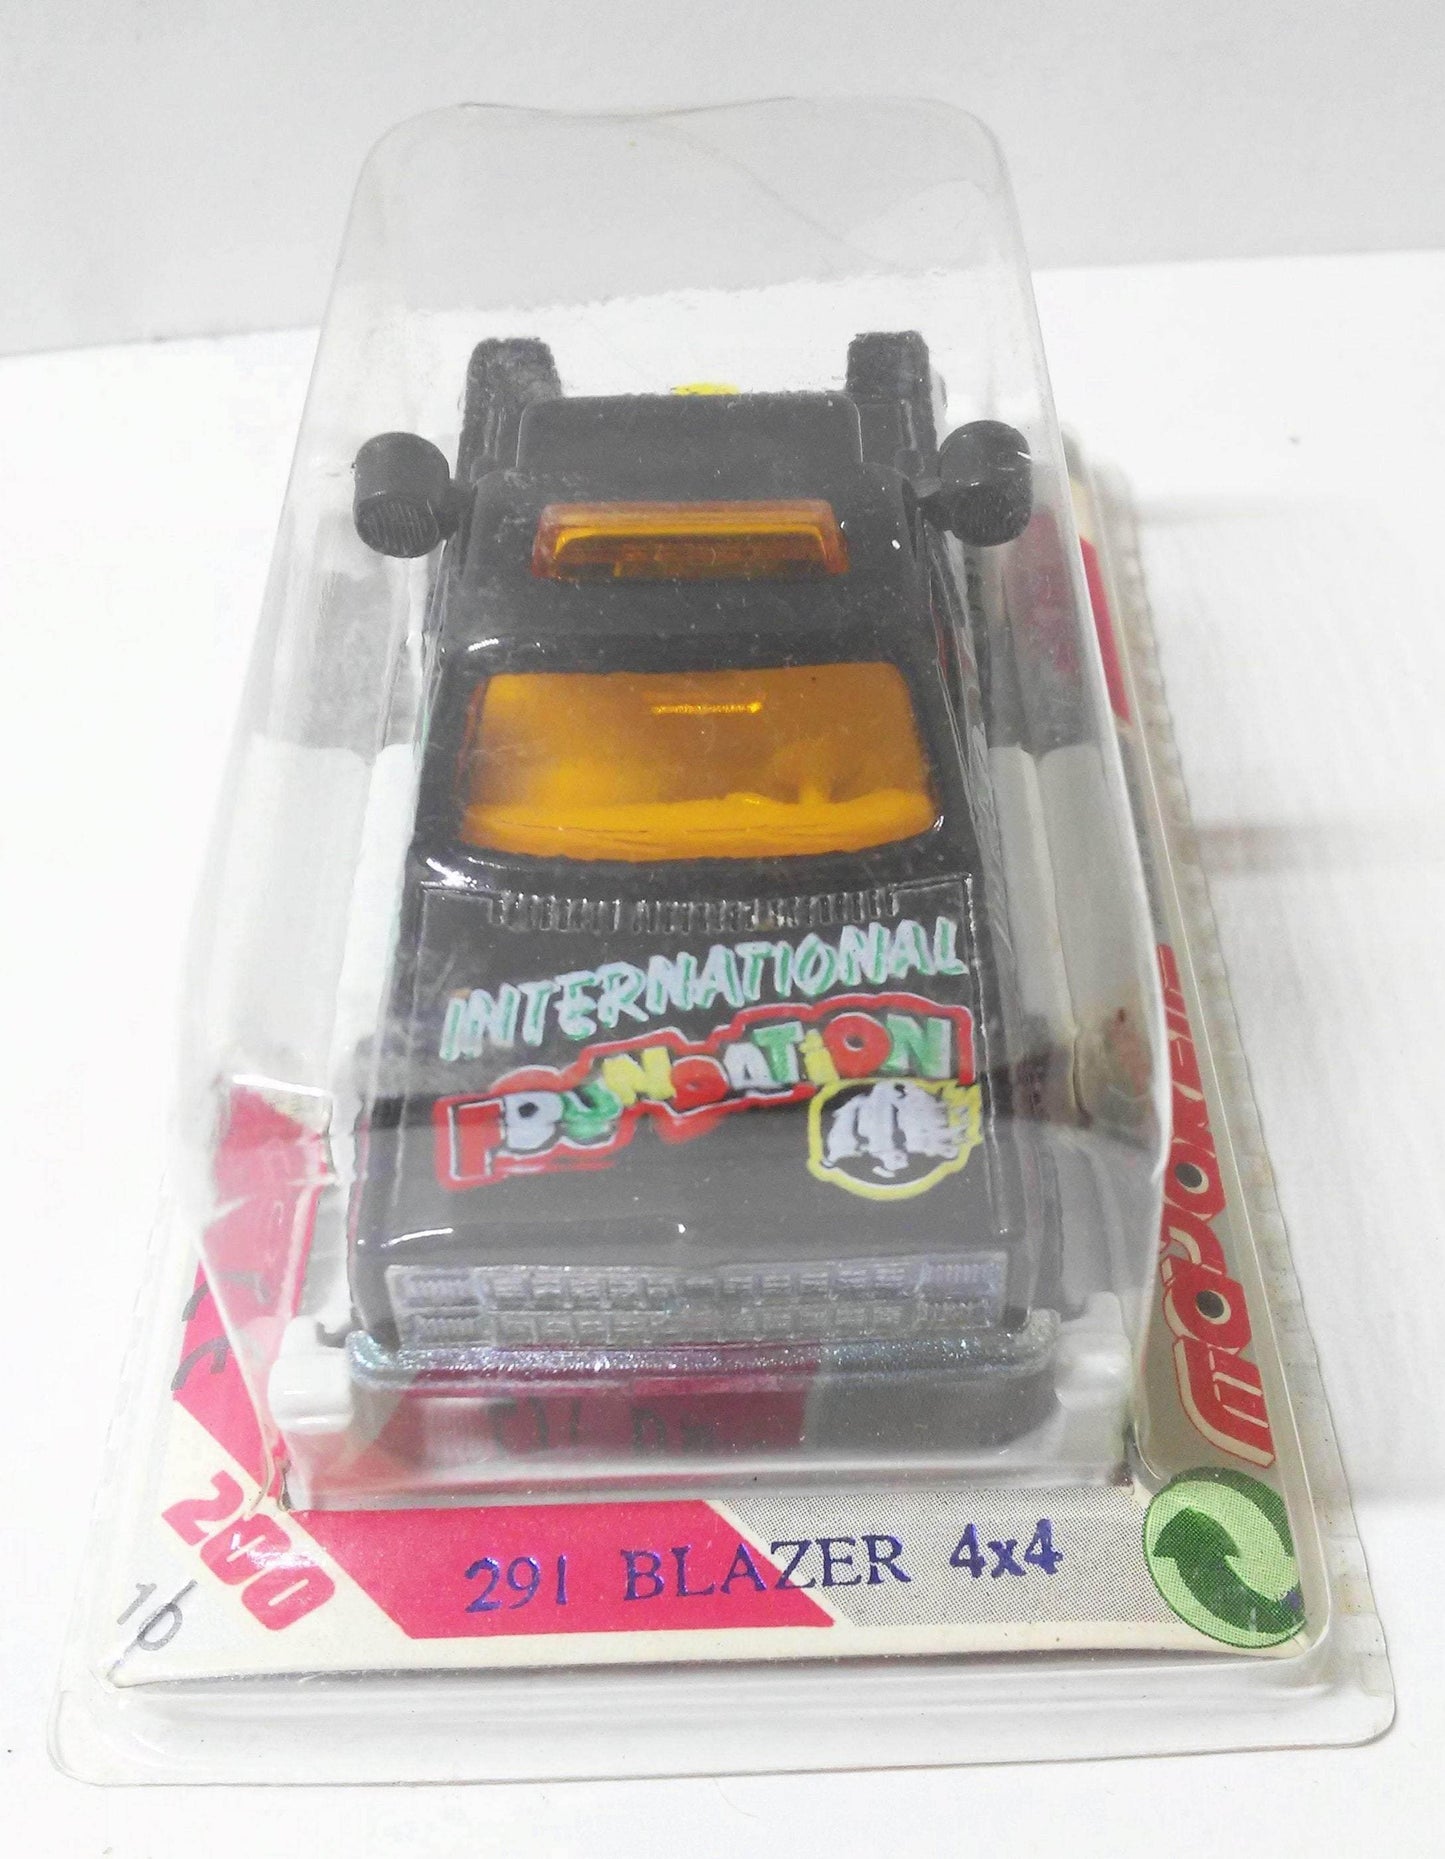 INTERNATIONAL
FOUNDATION
MAJORETTE
200
291 BLAZER 4x4